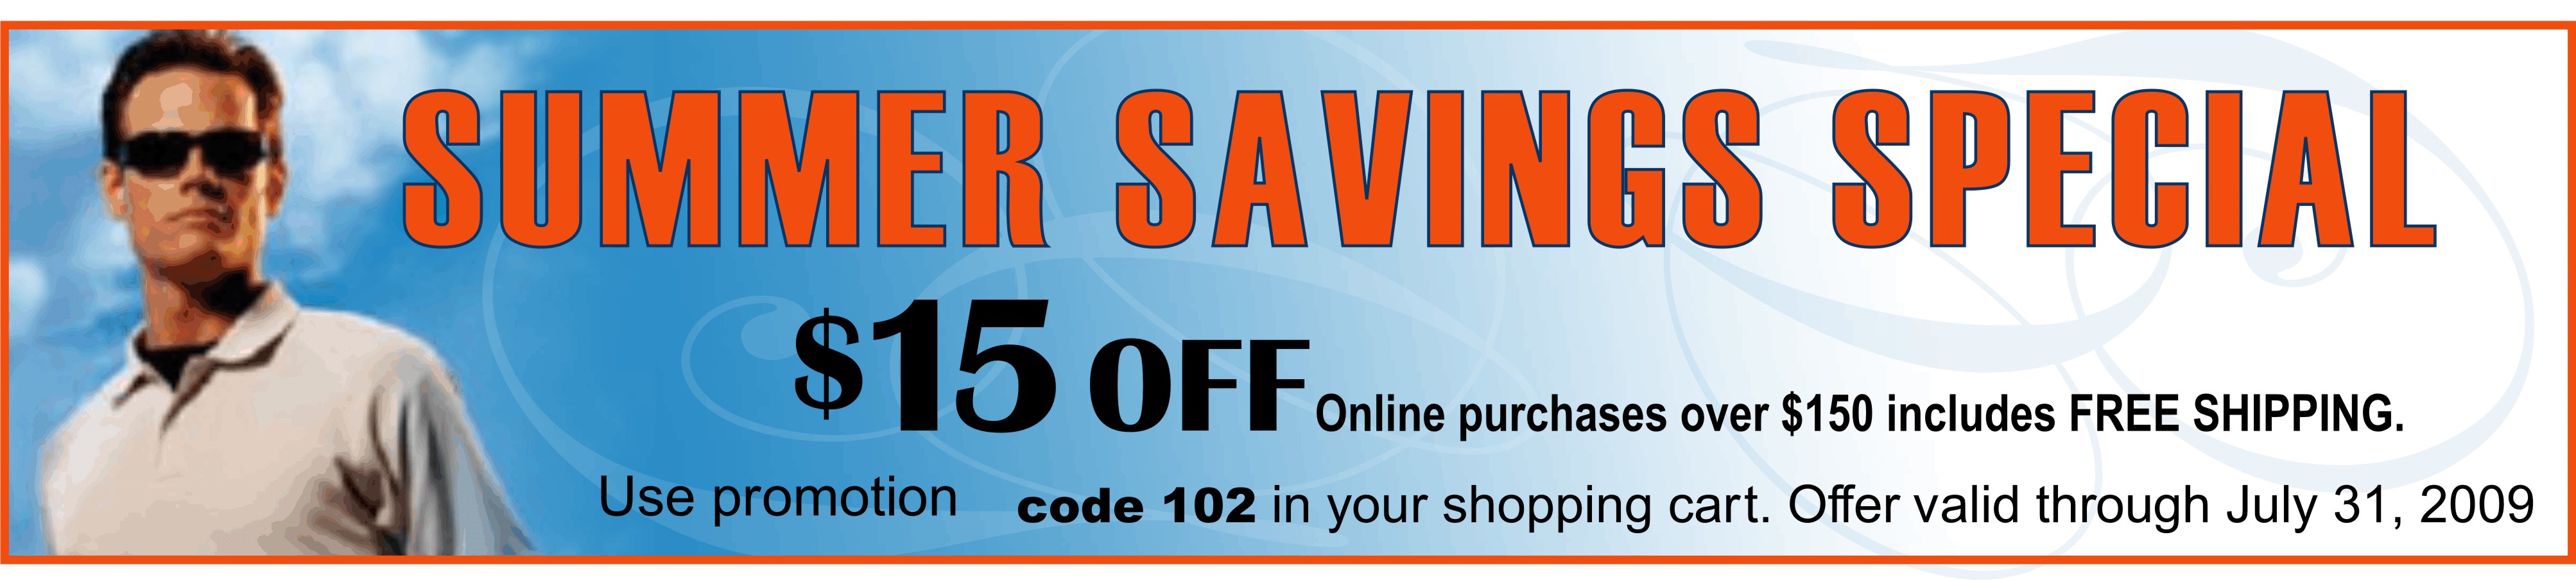 SUMMER SAVINGS SPECIAL
$15 OFF Online purchases over $150 includes FREE SHIPPING.
Use promotion code 102 in your shopping cart. Offer valid through July 31, 2009